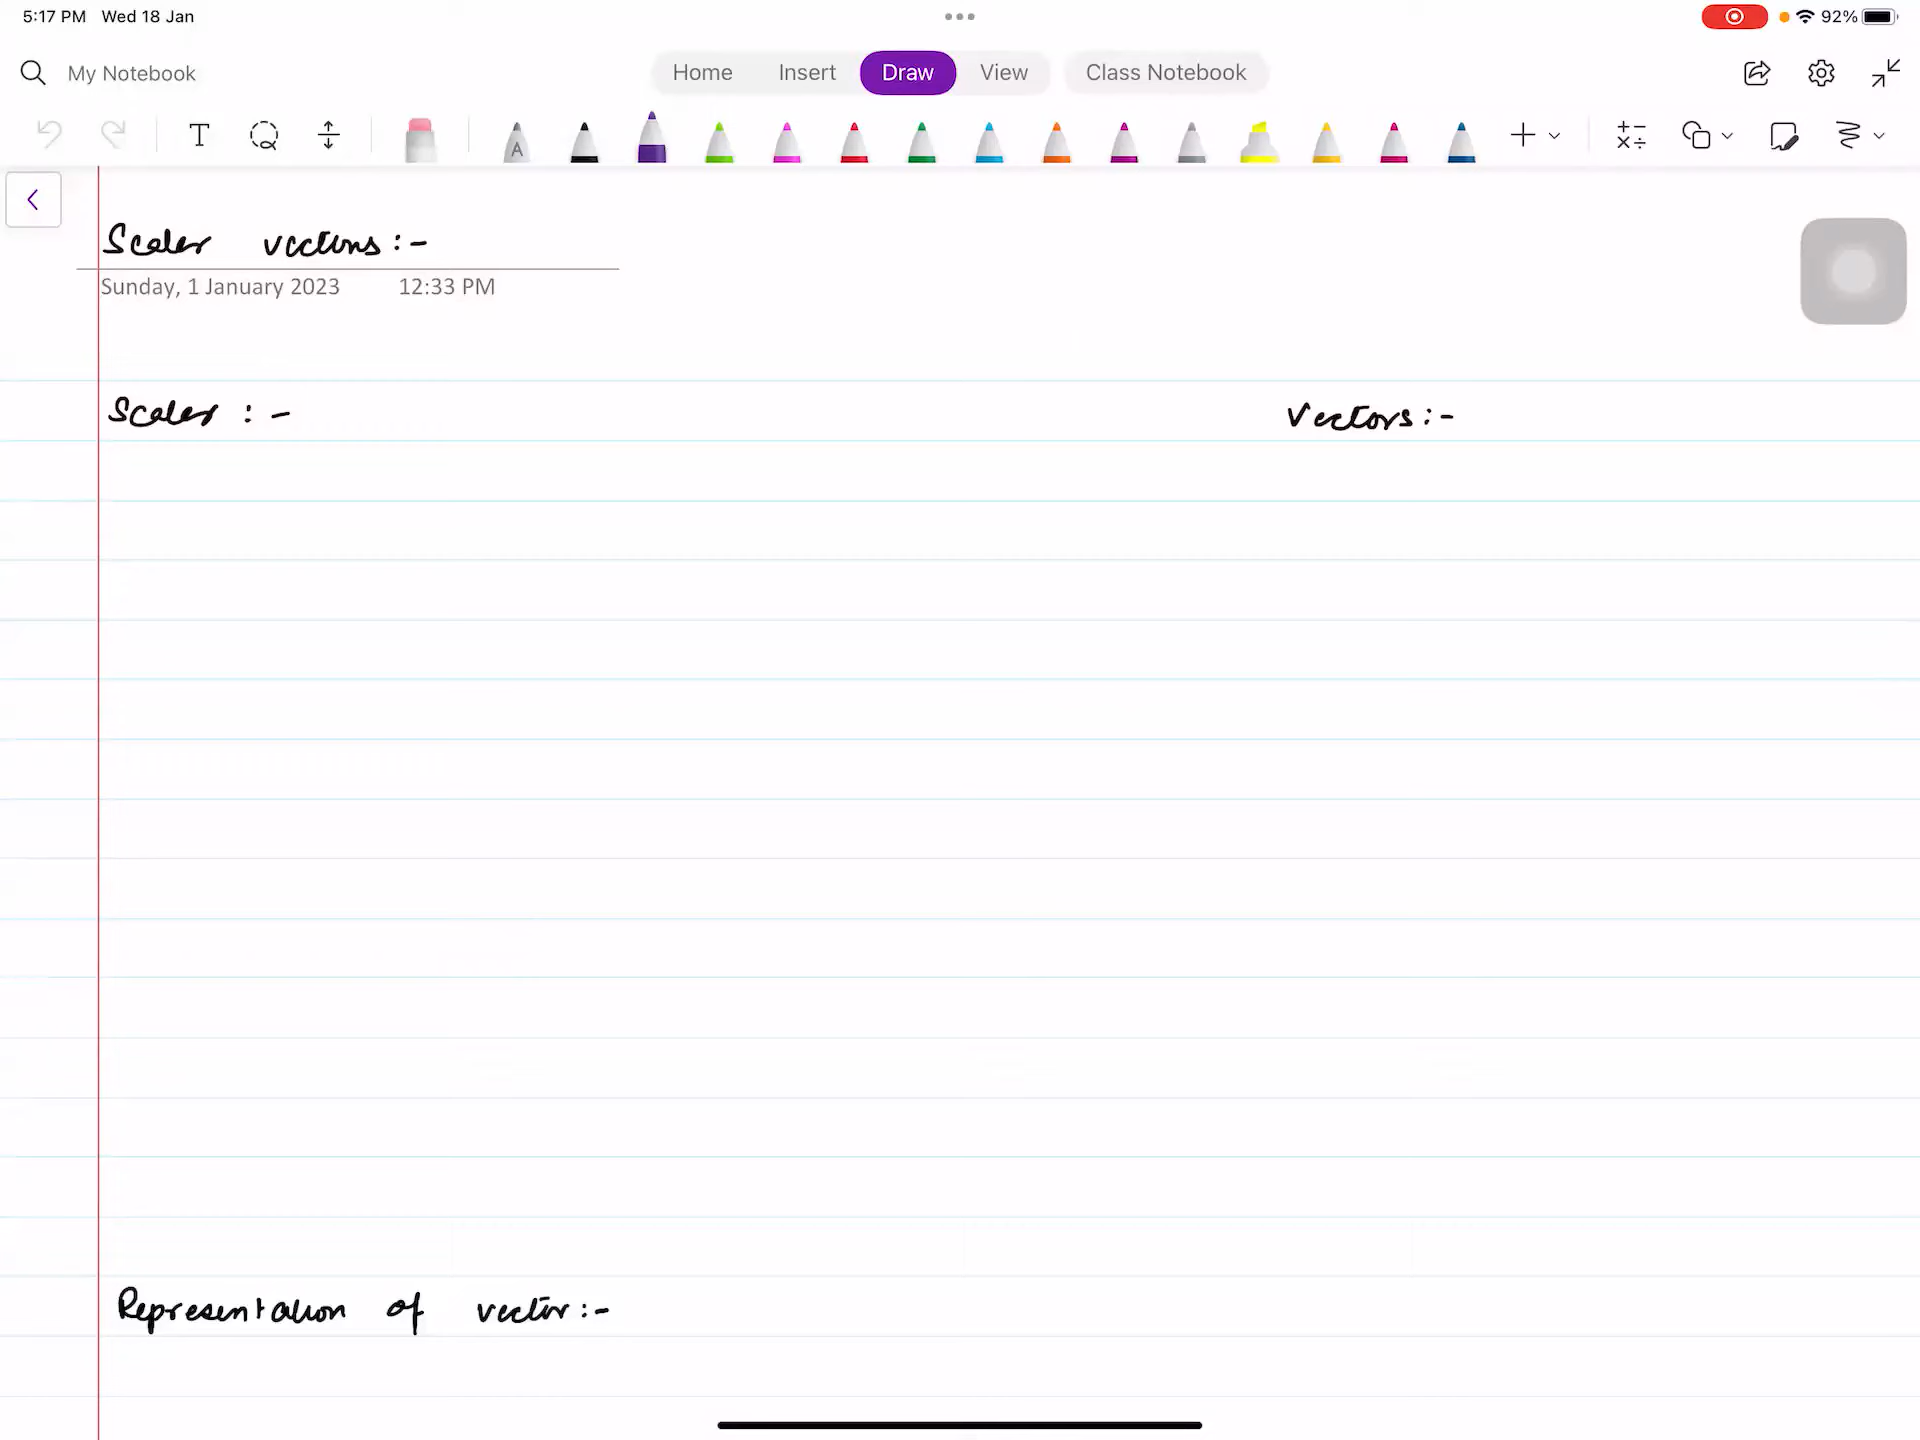 5:17 PM Wed 18 Jan 92%
My Notebook Home Insert Draw View Class Notebook
T A
Scaler vectors :-
Sunday, 1 January 2023 12:33 PM
Scaler :- Vectors :-
Representation of vector :-